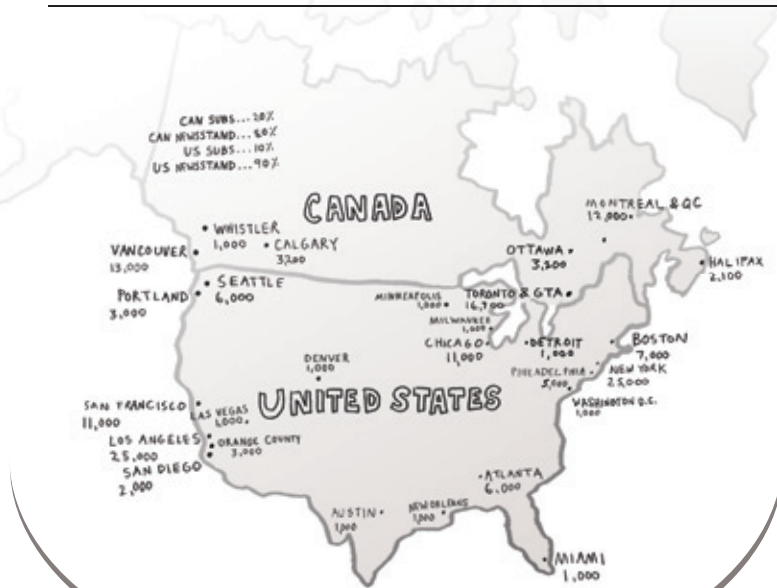 CAN SUBS...20%
CAN NEWSSTAND...80%
US SUBS...10%
US NEWSSTAND...90%
CANADA
MONTREAL & QC
12,000
WHISTLER
1,000
CALGARY
3,200
VANCOUVER
13,000
OTTAWA
3,200
HALIFAX
2,100
SEATTLE
6,000
PORTLAND
3,000
MINNEAPOLIS
1,000
TORONTO & GTA
16,700
MILWAUKEE
1,000
CHICAGO
11,000
DETROIT
1,000
BOSTON
7,000
DENVER
1,000
PHILADELPHIA
5,000
NEW YORK
25,000
WASHINGTON D.C.
1,000
UNITED STATES
SAN FRANCISCO
11,000
LAS VEGAS
1,000
LOS ANGELES
25,000
ORANGE COUNTY
3,000
SAN DIEGO
2,000
ATLANTA
6,000
AUSTIN
1,000
NEW ORLEANS
1,000
MIAMI
1,000